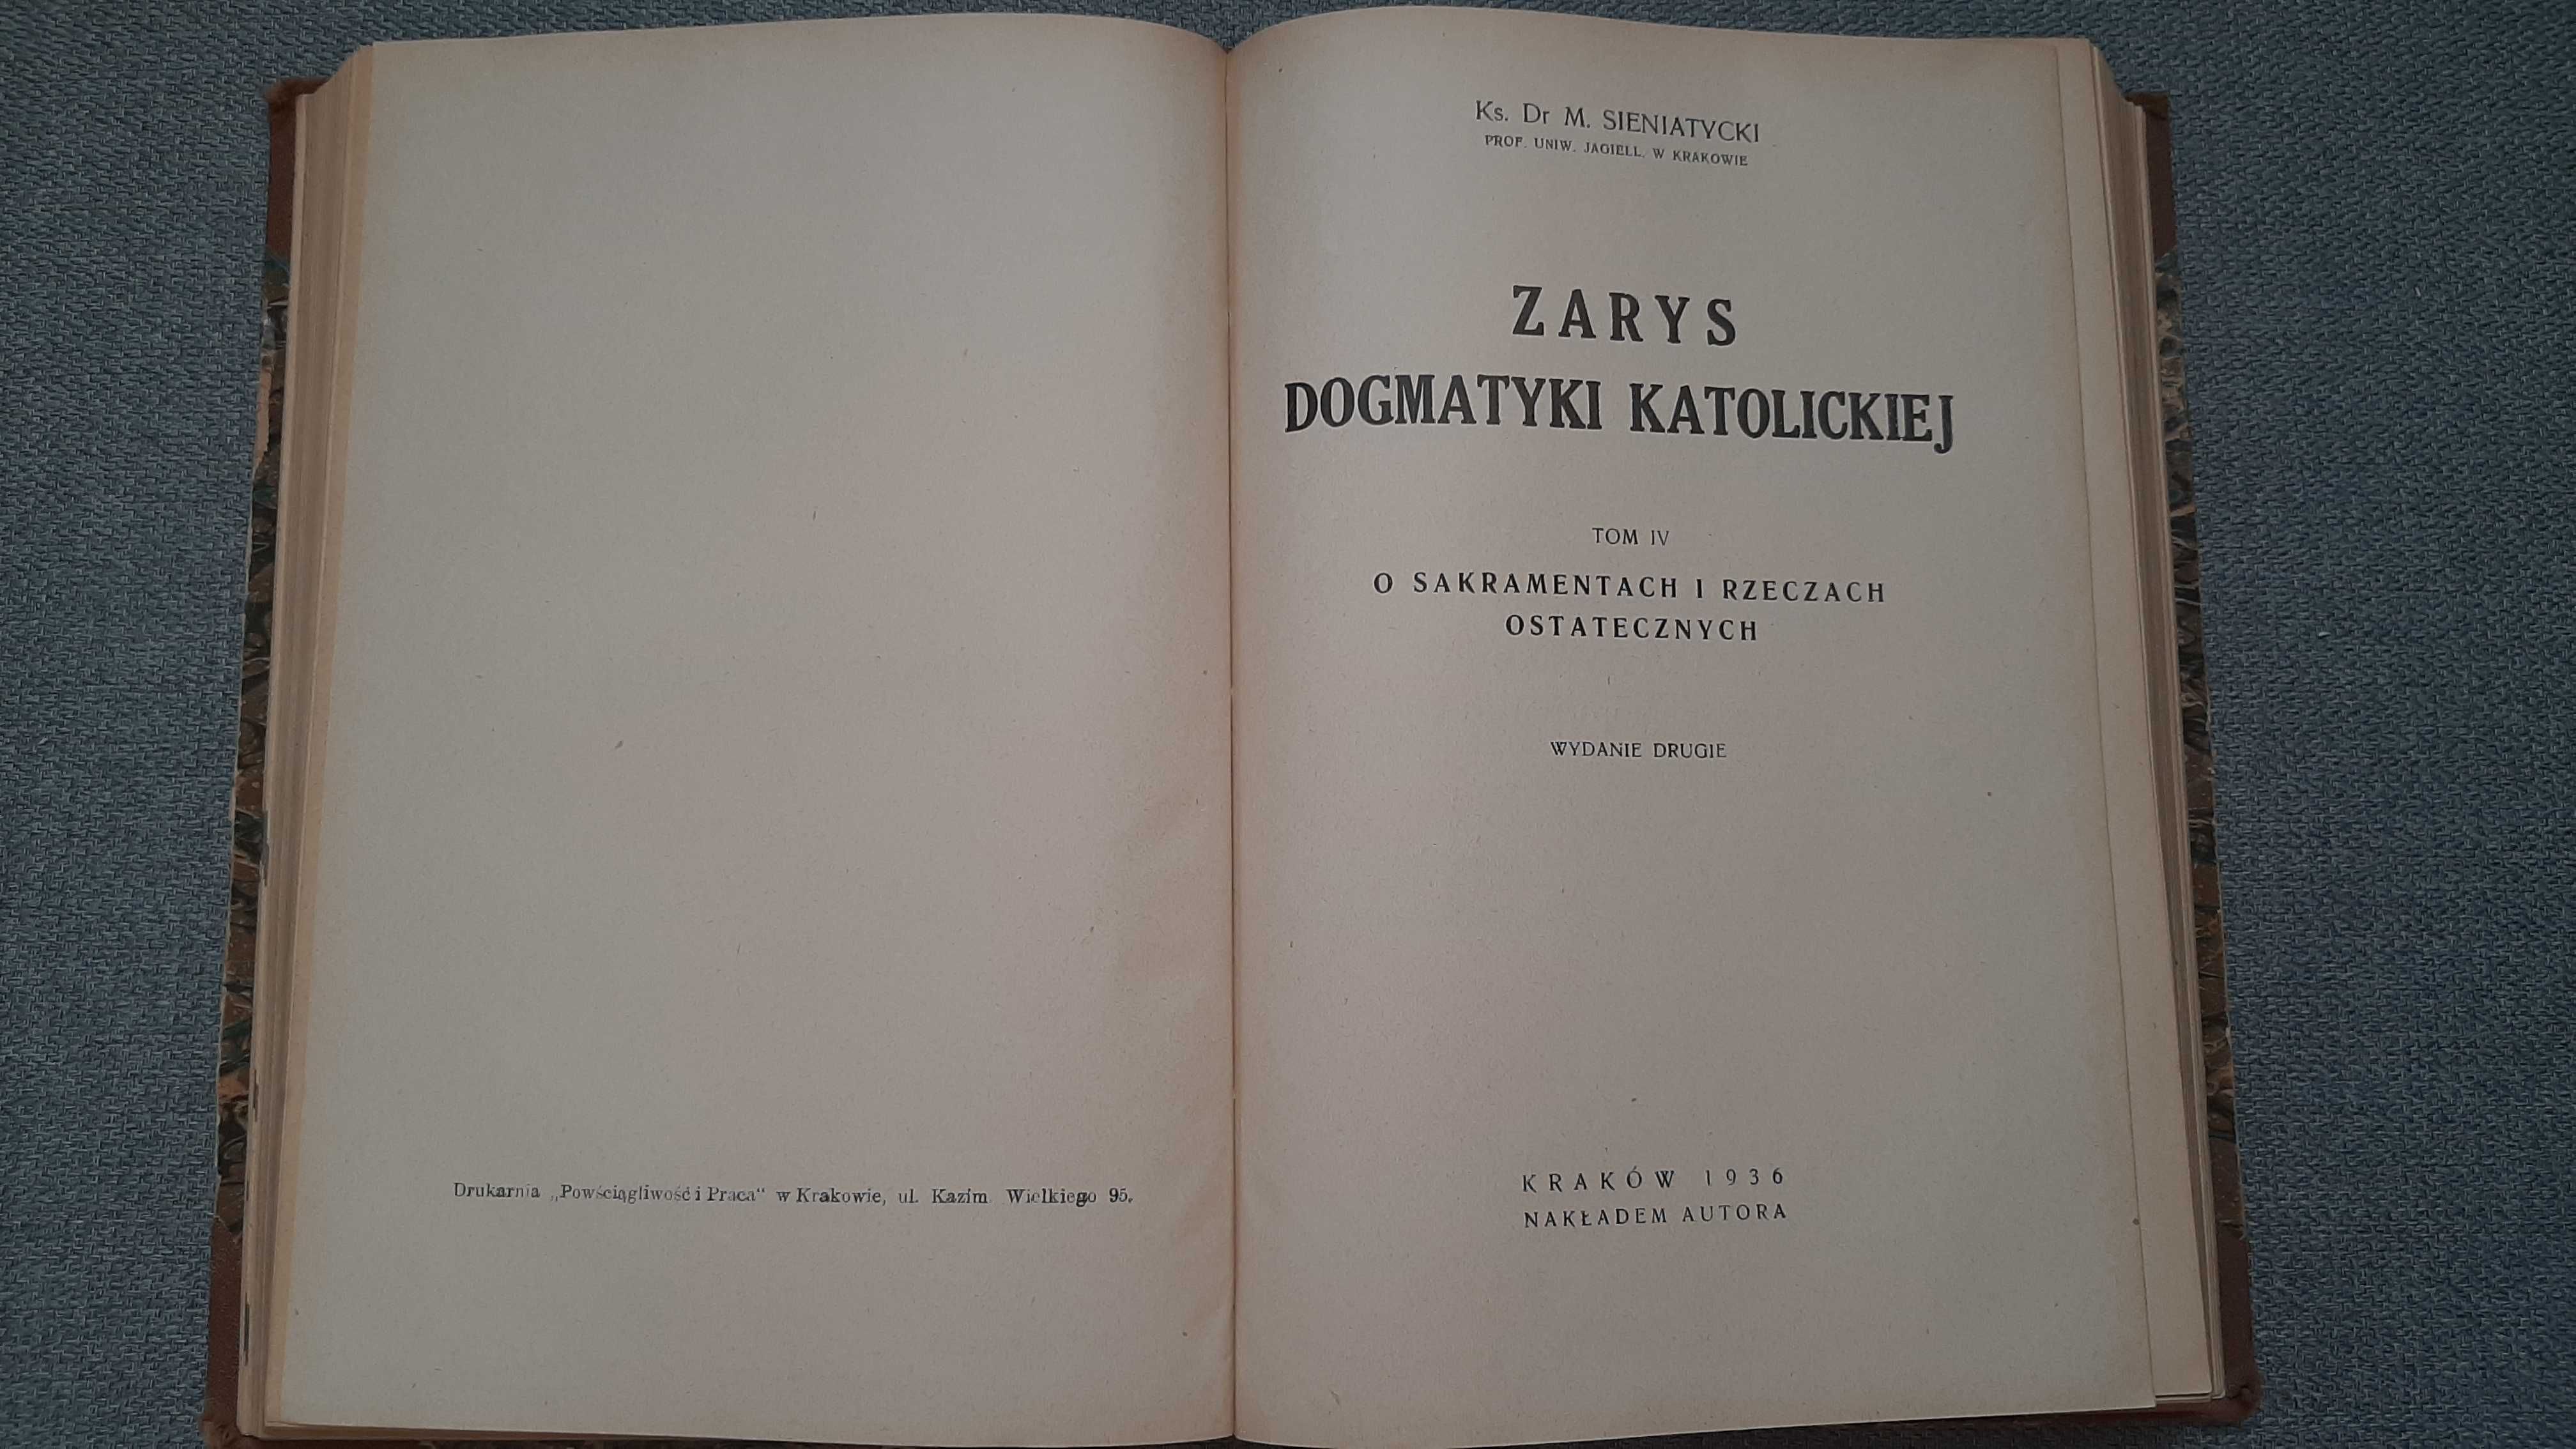 Drukarnia „Powściągliwość i Praca" w Krakowie, ul. Kazim. Wielkiego 95.
Ks. Dr M. SIENIATYCKI
PROF. UNIW. JAGIELL. W KRAKOWIE
ZARYS
DOGMATYKI KATOLICKIEJ
TOM IV
O SAKRAMENTACH I RZECZACH
OSTATECZNYCH
WYDANIE DRUGIE
KRAKÓW 1936
NAKŁADEM AUTORA